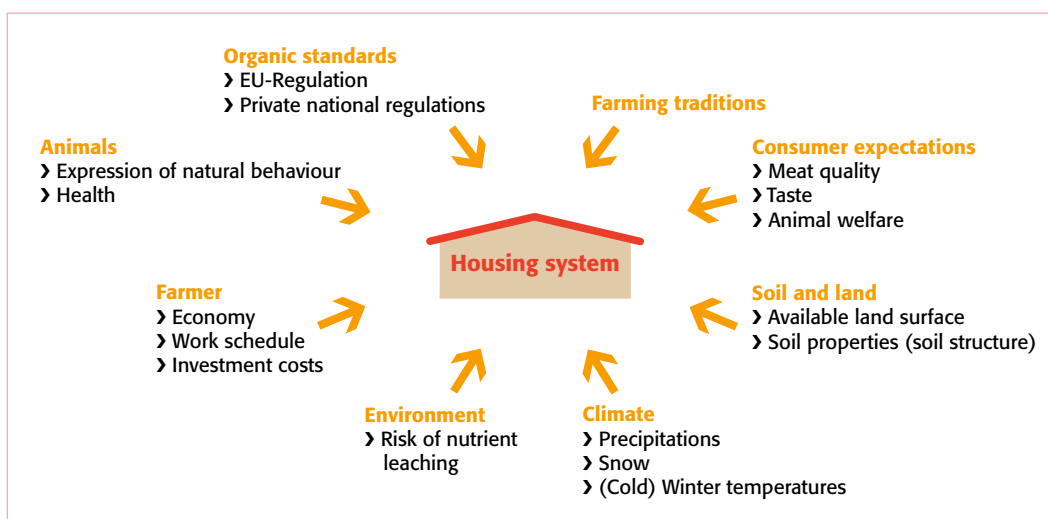 Organic standards
❯ EU-Regulation
❯ Private national regulations
Farming traditions
Animals
❯ Expression of natural behaviour
❯ Health
Consumer expectations
❯ Meat quality
❯ Taste
❯ Animal welfare
Housing system
Farmer
❯ Economy
❯ Work schedule
❯ Investment costs
Soil and land
❯ Available land surface
❯ Soil properties (soil structure)
Environment
❯ Risk of nutrient
leaching
Climate
❯ Precipitations
❯ Snow
❯ (Cold) Winter temperatures